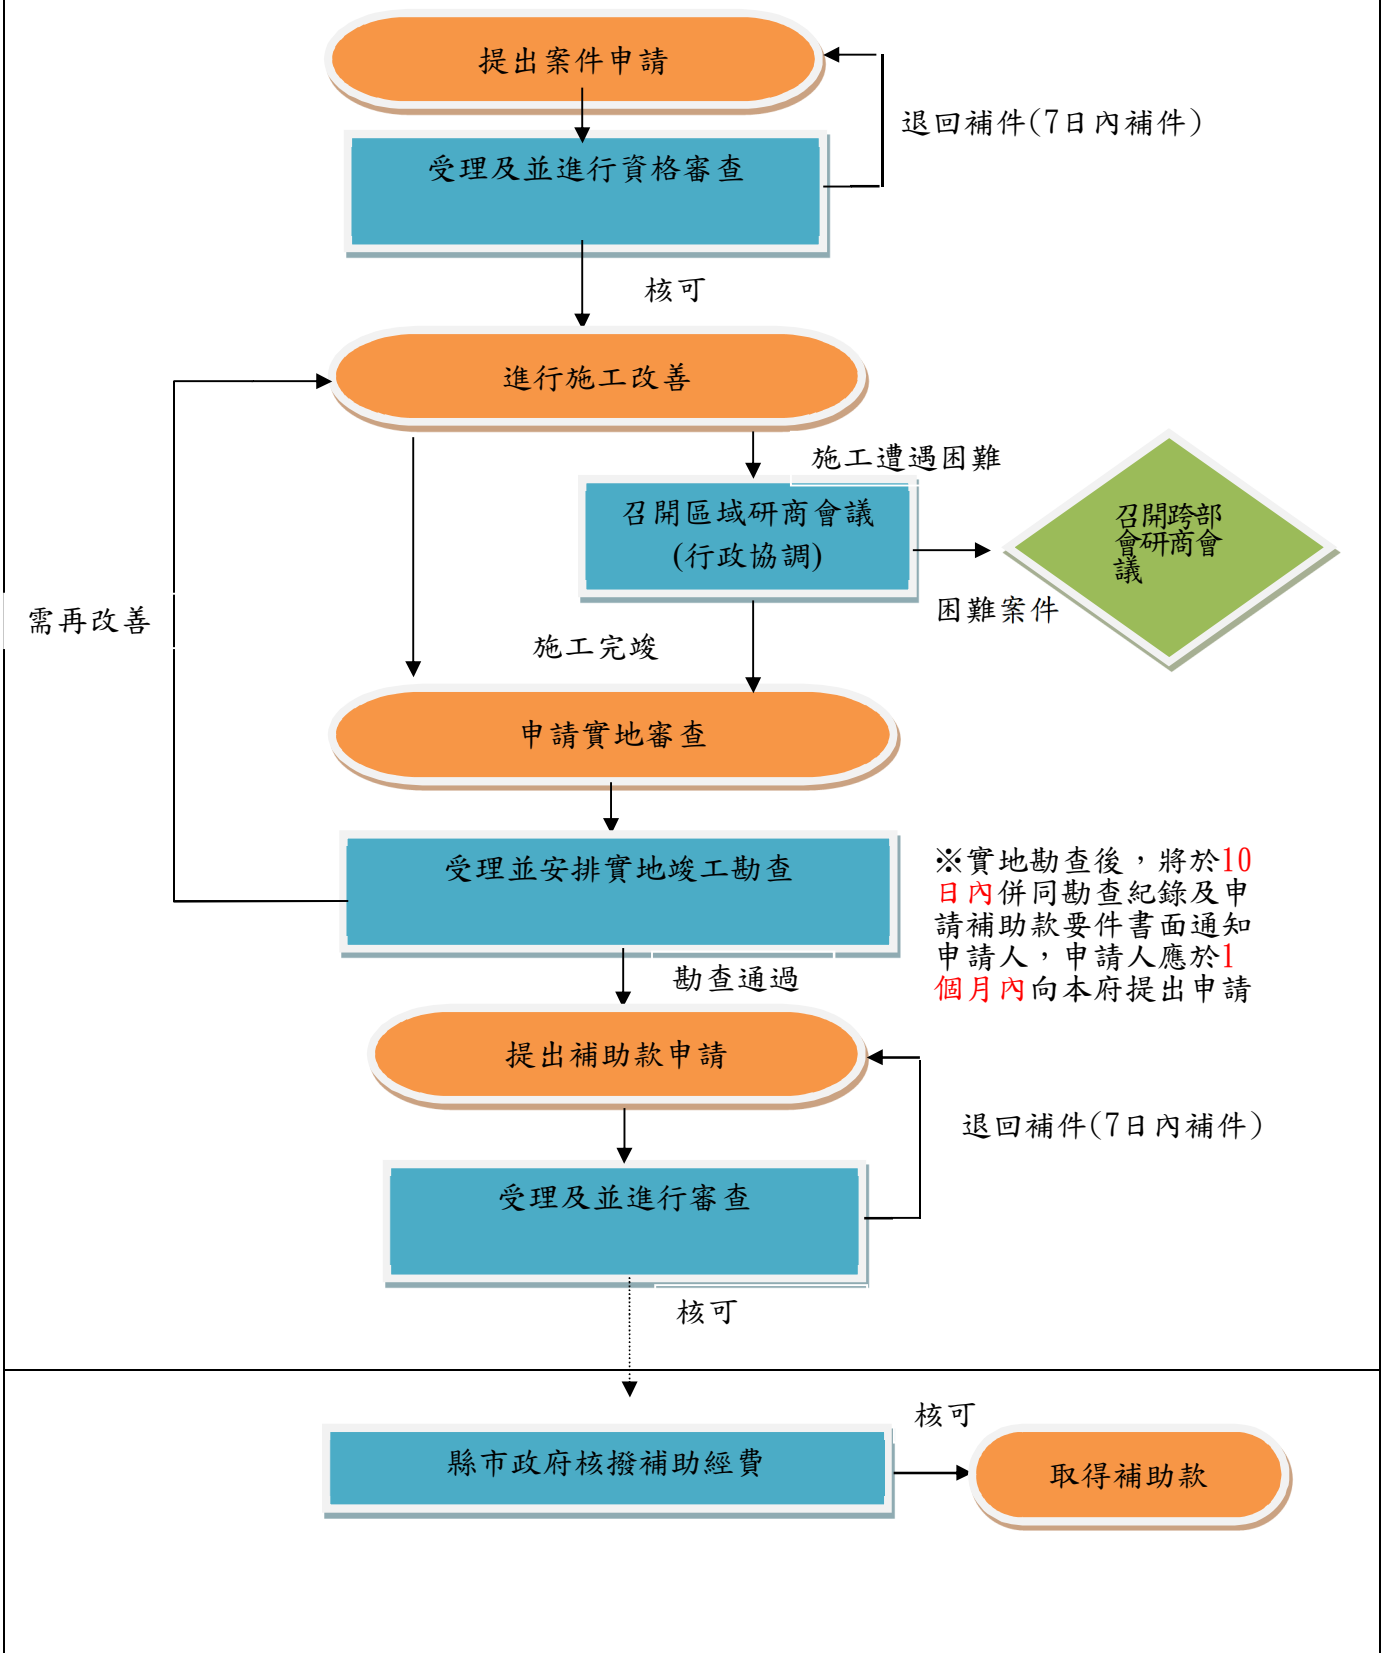 提出案件申請
退回補件(7日內補件)
受理及並進行資格審查
核可
進行施工改善
施工遭遇困難
召開區域研商會議
(行政協調)
召開跨部
會研商會
議
困難案件
需再改善
施工完竣
申請實地審查
受理並安排實地竣工勘查
※實地勘查後，將於10
日內併同勘查紀錄及申
請補助款要件書面通知
申請人，申請人應於1
個月內向本府提出申請
勘查通過
提出補助款申請
退回補件(7日內補件)
受理及並進行審查
核可
縣市政府核撥補助經費
核可
取得補助款